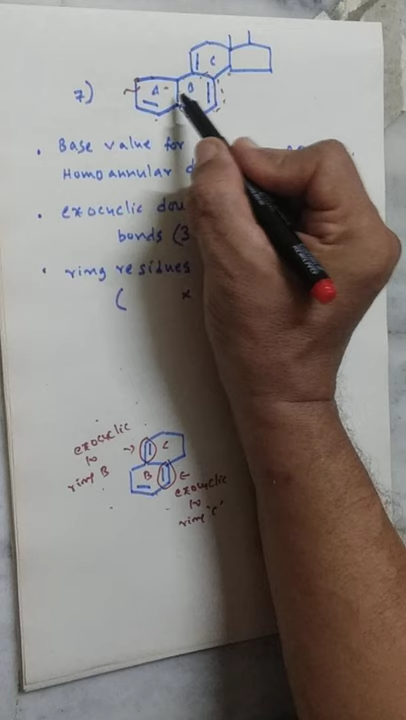 C
7) A B
• Base value for
Homoannular d
• exocyclic dou
bonds (3
• ring residues
( x
exocyclic
to
ring B
C
B
exocyclic
to
ring "c"